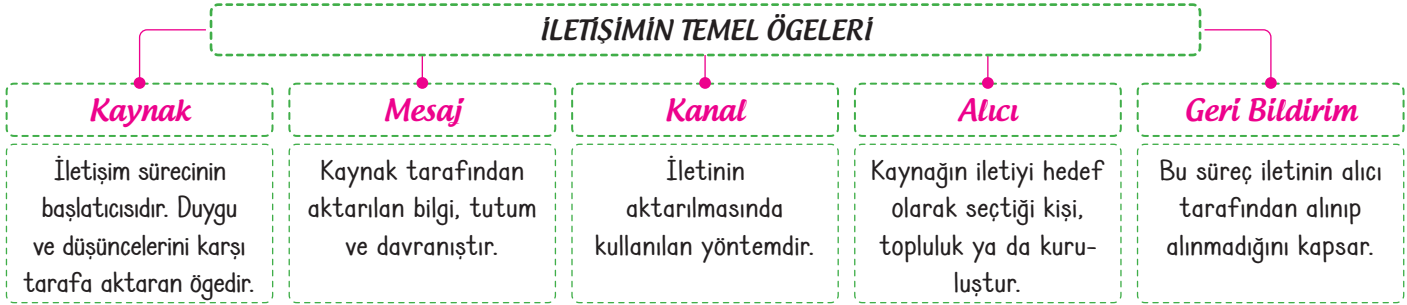 İLETİŞİMİN TEMEL ÖGELERİ
Kaynak
İletişim sürecinin
başlatıcısıdır. Duygu
ve düşüncelerini karşı
tarafa aktaran ögedir.
Mesaj
Kaynak tarafından
aktarılan bilgi, tutum
ve davranıştır.
Kanal
İletinin
aktarılmasında
kullanılan yöntemdir.
Alıcı
Kaynağın iletiyi hedef
olarak seçtiği kişi,
topluluk ya da kuru-
luştur.
Geri Bildirim
Bu süreç iletinin alıcı
tarafından alınıp
alınmadığını kapsar.